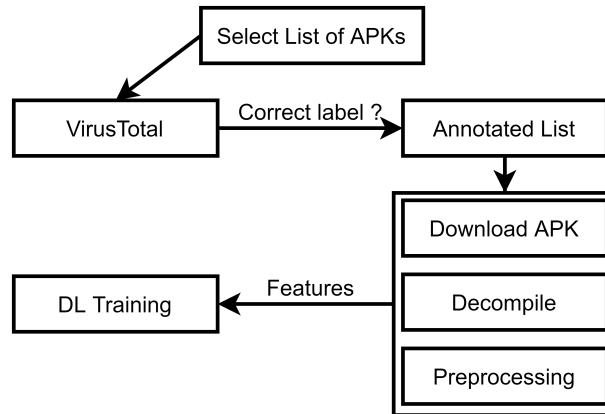 Select List of APKs
VirusTotal
Correct label ?
Annotated List
Download APK
DL Training
Features
Decompile
Preprocessing